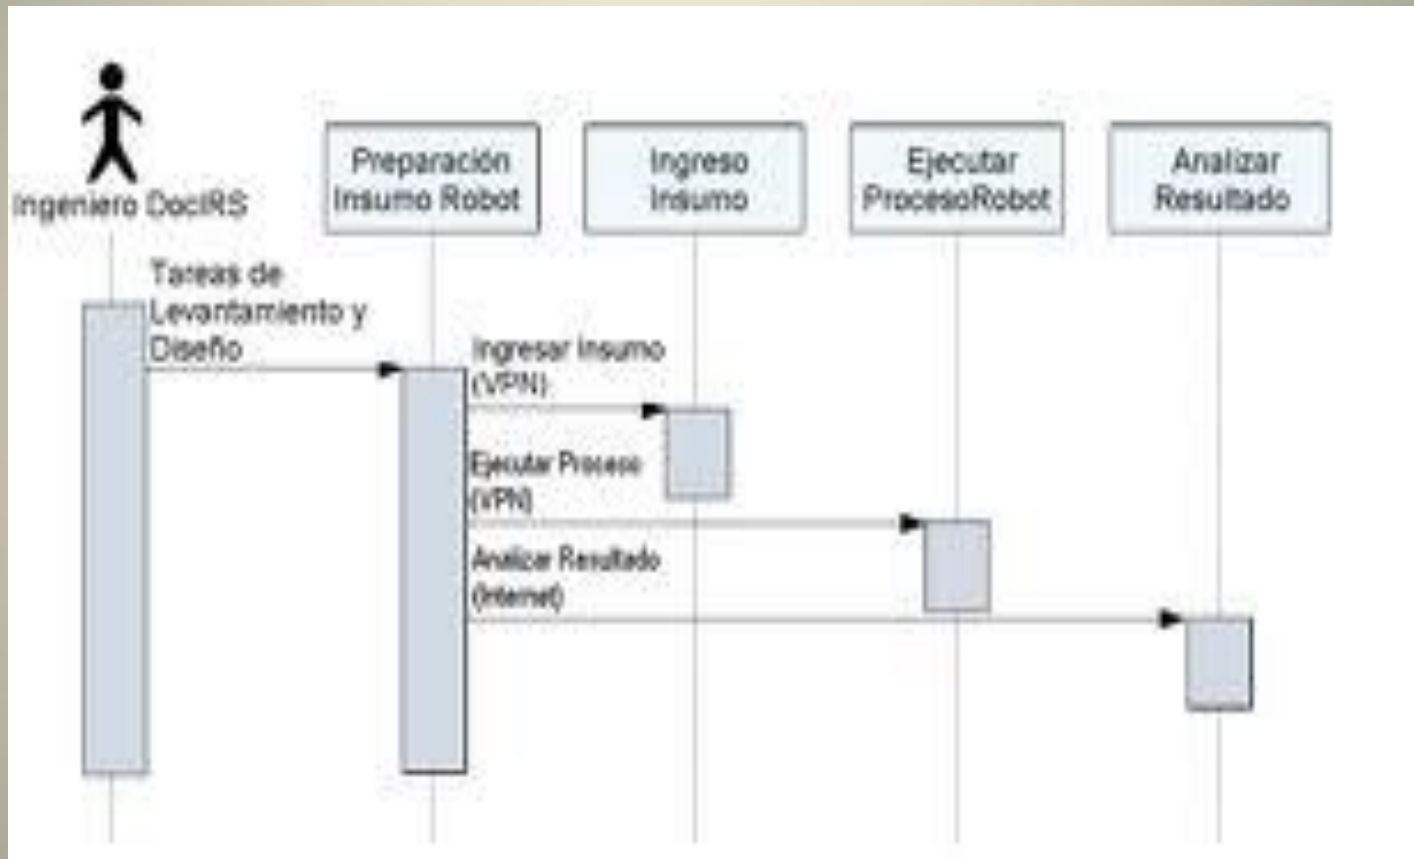 Ingeniero DocIRS
Preparación
Insumo Robot
Ingreso
Insumo
Ejecutar
ProcesoRobot
Analizar
Resultado
Tareas de
Levantamiento y
Diseño
Ingresar Insumo
(VPN)
Ejecutar Proceso
(VPN)
Analizar Resultado
(Internet)